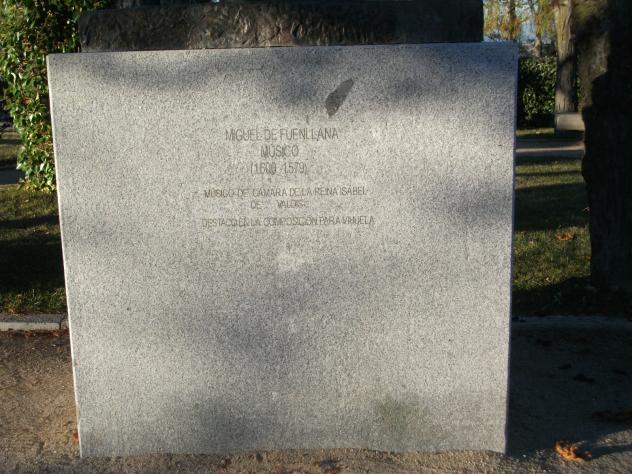 MIGUEL DE FUENLLANA
MÚSICO
(1500-1579)
MÚSICO DE CÁMARA DE LA REINA ISABEL
DE VALOIS.
DESTACO EN LA COMPOSICIÓN PARA VIHUELA